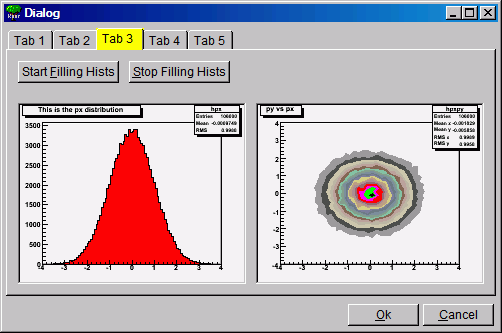 Dialog
Tab 1 Tab 2 Tab 3 Tab 4 Tab 5
Start Filling Hists Stop Filling Hists
This is the px distribution
hpx
Entries 106000
Mean -0.0009749
RMS 0.9980
3500
3000
2500
2000
1500
1000
500
0
-4 -3 -2 -1 0 1 2 3 4
py vs px
hpxpy
Entries 106000
Mean x -0.001029
Mean y -0.005858
RMS x 0.9989
RMS y 0.9958
4
3
2
1
0
-1
-2
-3
-4
-4 -3 -2 -1 0 1 2 3 4
Ok Cancel